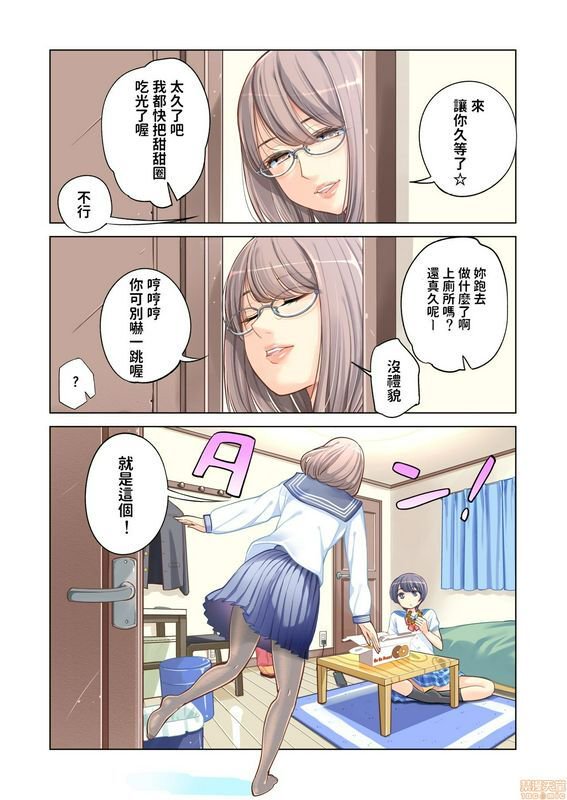 來
讓你久等了☆
太久了吧
我都快把甜甜圈
吃光了喔
不行
妳跑去
做什麼了啊
上廁所嗎？
還真久呢ー
沒禮貌
哼哼哼
你可別嚇一跳喔
？
ターン！
就是這個！